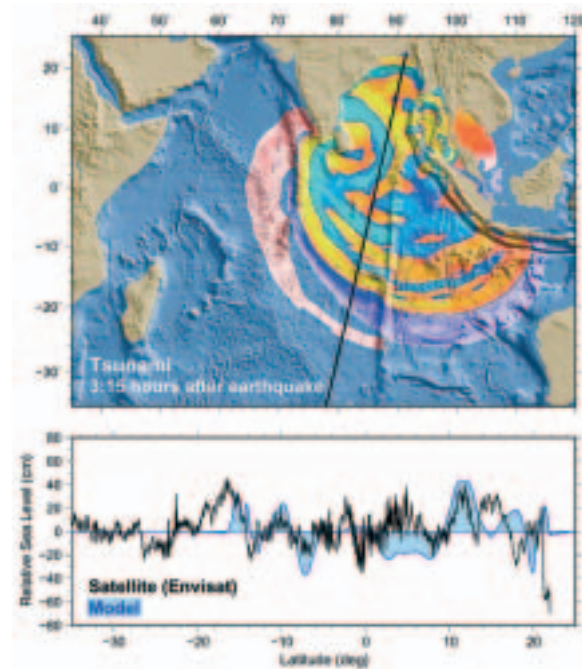 40 50 60 70 80 90 100 110 120
20
10
0
-10
-20
-30
Tsunami
3:15 hours after earthquake
80
60
40
20
0
-20
-40
-60
-80
Relative Sea Level (cm)
Satellite (Envisat)
Model
-30 -20 -10 0 10 20
Latitude (deg)